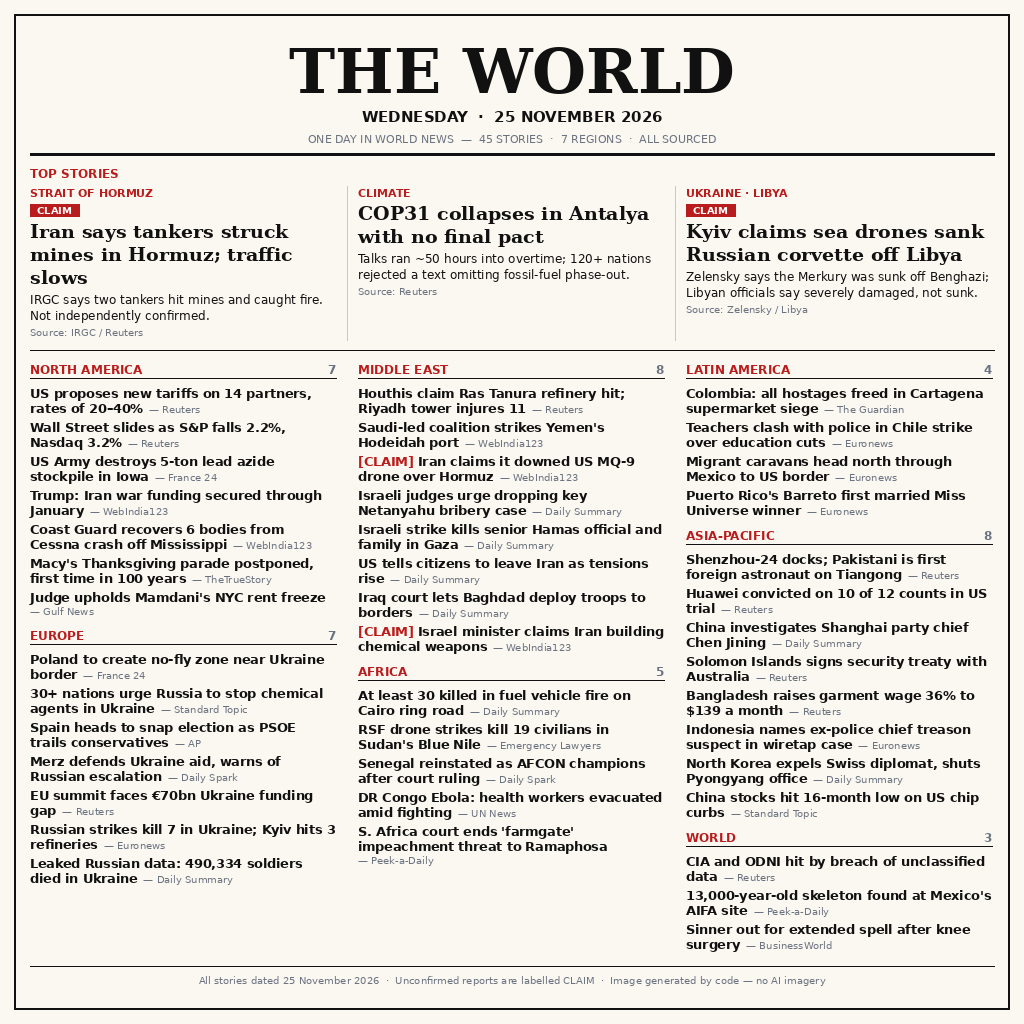 THE WORLD
WEDNESDAY · 25 NOVEMBER 2026
ONE DAY IN WORLD NEWS — 45 STORIES · 7 REGIONS · ALL SOURCED
TOP STORIES
STRAIT OF HORMUZ
CLAIM
Iran says tankers struck
mines in Hormuz; traffic
slows
IRGC says two tankers hit mines and caught fire.
Not independently confirmed.
Source: IRGC / Reuters
CLIMATE
COP31 collapses in Antalya
with no final pact
Talks ran ~50 hours into overtime; 120+ nations
rejected a text omitting fossil-fuel phase-out.
Source: Reuters
UKRAINE · LIBYA
CLAIM
Kyiv claims sea drones sank
Russian corvette off Libya
Zelensky says the Merkury was sunk off Benghazi;
Libyan officials say severely damaged, not sunk.
Source: Zelensky / Libya
NORTH AMERICA 7
US proposes new tariffs on 14 partners,
rates of 20–40% — Reuters
Wall Street slides as S&P falls 2.2%,
Nasdaq 3.2% — Reuters
US Army destroys 5-ton lead azide
stockpile in Iowa — France 24
Trump: Iran war funding secured through
January — WebIndia123
Coast Guard recovers 6 bodies from
Cessna crash off Mississippi — WebIndia123
Macy's Thanksgiving parade postponed,
first time in 100 years — TheTrueStory
Judge upholds Mamdani's NYC rent freeze
— Gulf News
EUROPE 7
Poland to create no-fly zone near Ukraine
border — France 24
30+ nations urge Russia to stop chemical
agents in Ukraine — Standard Topic
Spain heads to snap election as PSOE
trails conservatives — AP
Merz defends Ukraine aid, warns of
Russian escalation — Daily Spark
EU summit faces €70bn Ukraine funding
gap — Reuters
Russian strikes kill 7 in Ukraine; Kyiv hits 3
refineries — Euronews
Leaked Russian data: 490,334 soldiers
died in Ukraine — Daily Summary
MIDDLE EAST 8
Houthis claim Ras Tanura refinery hit;
Riyadh tower injures 11 — Reuters
Saudi-led coalition strikes Yemen's
Hodeidah port — WebIndia123
[CLAIM] Iran claims it downed US MQ-9
drone over Hormuz — WebIndia123
Israeli judges urge dropping key
Netanyahu bribery case — Daily Summary
Israeli strike kills senior Hamas official and
family in Gaza — Daily Summary
US tells citizens to leave Iran as tensions
rise — Daily Summary
Iraq court lets Baghdad deploy troops to
borders — Daily Summary
[CLAIM] Israel minister claims Iran building
chemical weapons — WebIndia123
AFRICA 5
At least 30 killed in fuel vehicle fire on
Cairo ring road — Daily Summary
RSF drone strikes kill 19 civilians in
Sudan's Blue Nile — Emergency Lawyers
Senegal reinstated as AFCON champions
after court ruling — Daily Spark
DR Congo Ebola: health workers evacuated
amid fighting — UN News
S. Africa court ends 'farmgate'
impeachment threat to Ramaphosa
— Peek-a-Daily
LATIN AMERICA 4
Colombia: all hostages freed in Cartagena
supermarket siege — The Guardian
Teachers clash with police in Chile strike
over education cuts — Euronews
Migrant caravans head north through
Mexico to US border — Euronews
Puerto Rico's Barreto first married Miss
Universe winner — Euronews
ASIA-PACIFIC 8
Shenzhou-24 docks; Pakistani is first
foreign astronaut on Tiangong — Reuters
Huawei convicted on 10 of 12 counts in US
trial — Reuters
China investigates Shanghai party chief
Chen Jining — Daily Summary
Solomon Islands signs security treaty with
Australia — Reuters
Bangladesh raises garment wage 36% to
$139 a month — Reuters
Indonesia names ex-police chief treason
suspect in wiretap case — Euronews
North Korea expels Swiss diplomat, shuts
Pyongyang office — Daily Summary
China stocks hit 16-month low on US chip
curbs — Standard Topic
WORLD 3
CIA and ODNI hit by breach of unclassified
data — Reuters
13,000-year-old skeleton found at Mexico's
AIFA site — Peek-a-Daily
Sinner out for extended spell after knee
surgery — BusinessWorld
All stories dated 25 November 2026 · Unconfirmed reports are labelled CLAIM · Image generated by code — no AI imagery